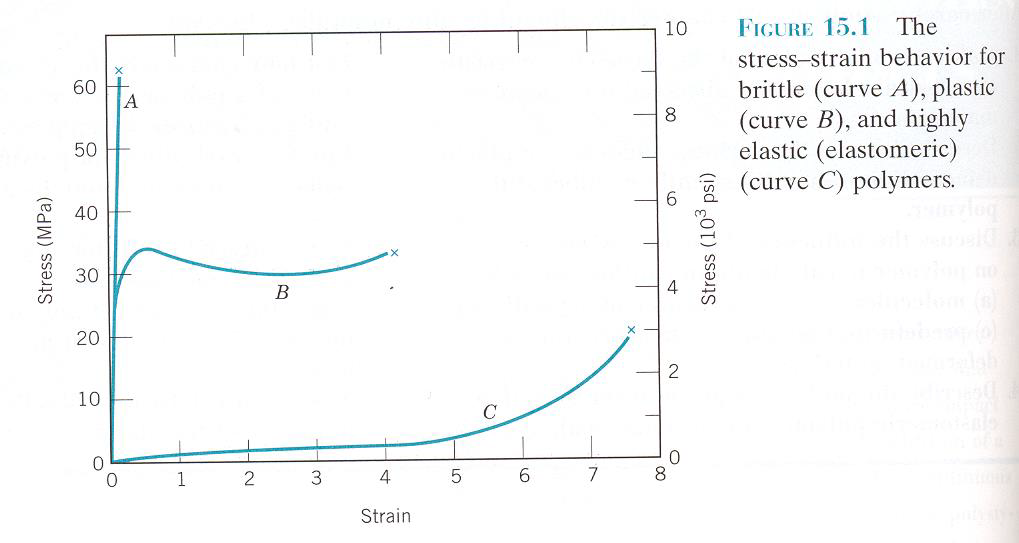 FIGURE 15.1 The
stress–strain behavior for
brittle (curve A), plastic
(curve B), and highly
elastic (elastomeric)
(curve C) polymers.
Stress (MPa)
60
50
40
30
20
10
0
A
B
C
× × ×
0 1 2 3 4 5 6 7 8
Strain
10
8
6
4
2
0
Stress (10³ psi)